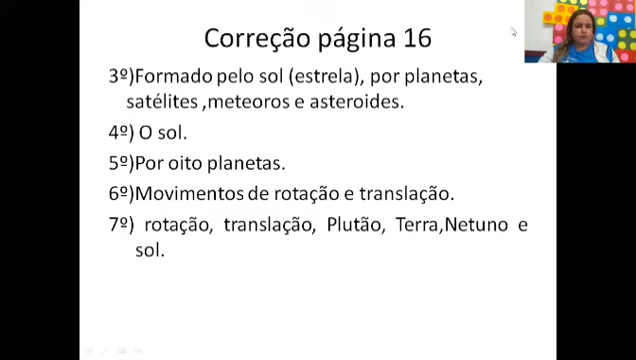 Correção página 16
3º)Formado pelo sol (estrela), por planetas,
satélites ,meteoros e asteroides.
4º) O sol.
5º)Por oito planetas.
6º)Movimentos de rotação e translação.
7º) rotação, translação, Plutão, Terra,Netuno e
sol.